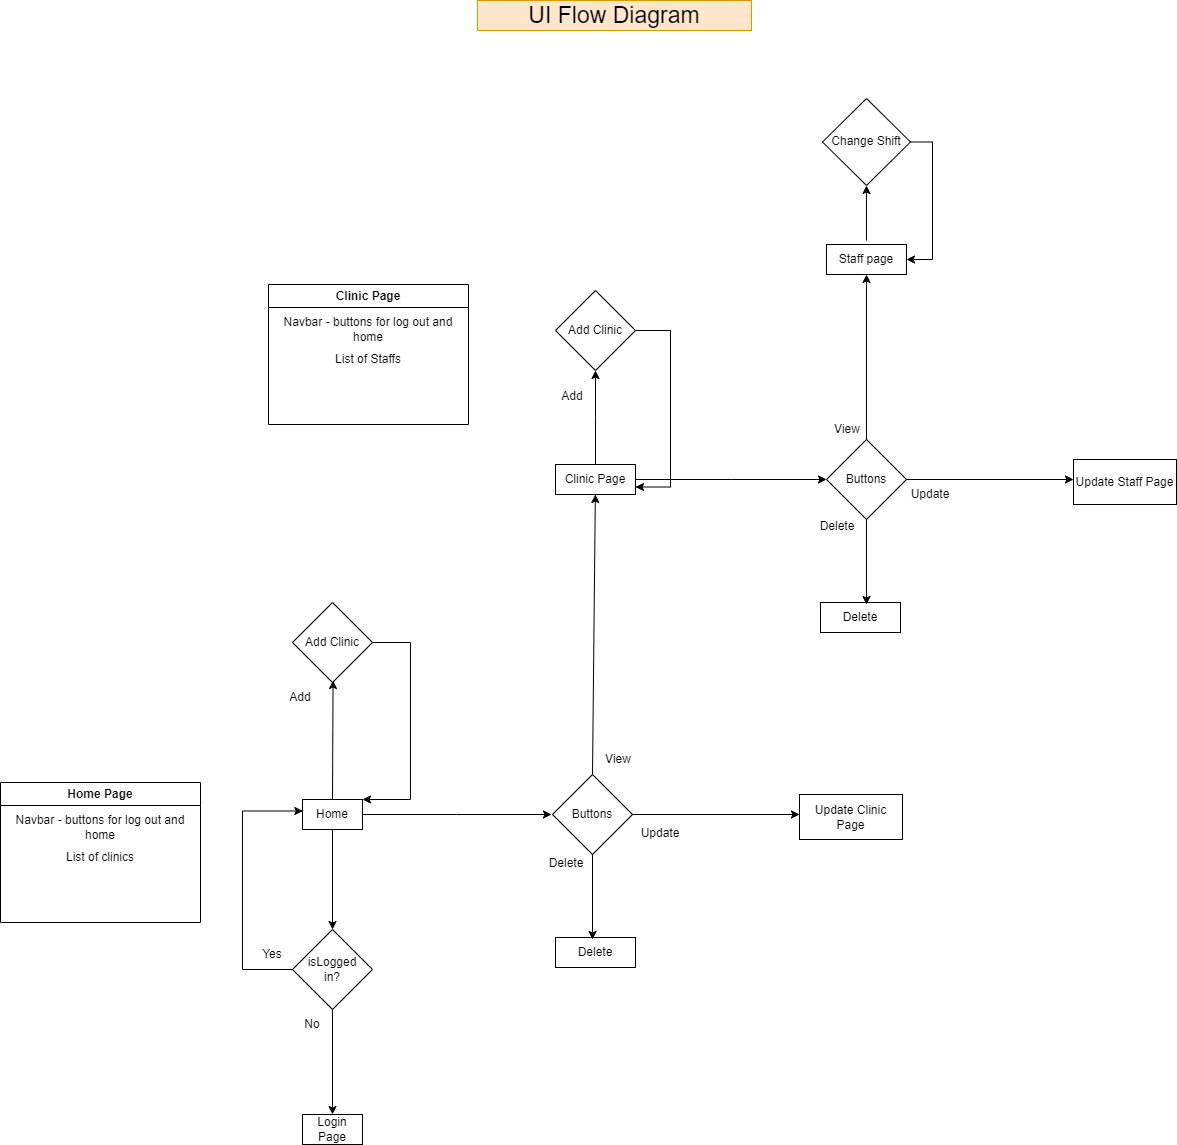 UI Flow Diagram
Change Shift
Staff page
Clinic Page
Navbar - buttons for log out and
home
List of Staffs
Add Clinic
Add
View
Clinic Page
Buttons
Update Staff Page
Update
Delete
Delete
Add Clinic
Add
View
Home Page
Navbar - buttons for log out and
home
List of clinics
Home
Buttons
Update Clinic
Page
Update
Delete
Yes
isLogged
in?
Delete
No
Login
Page